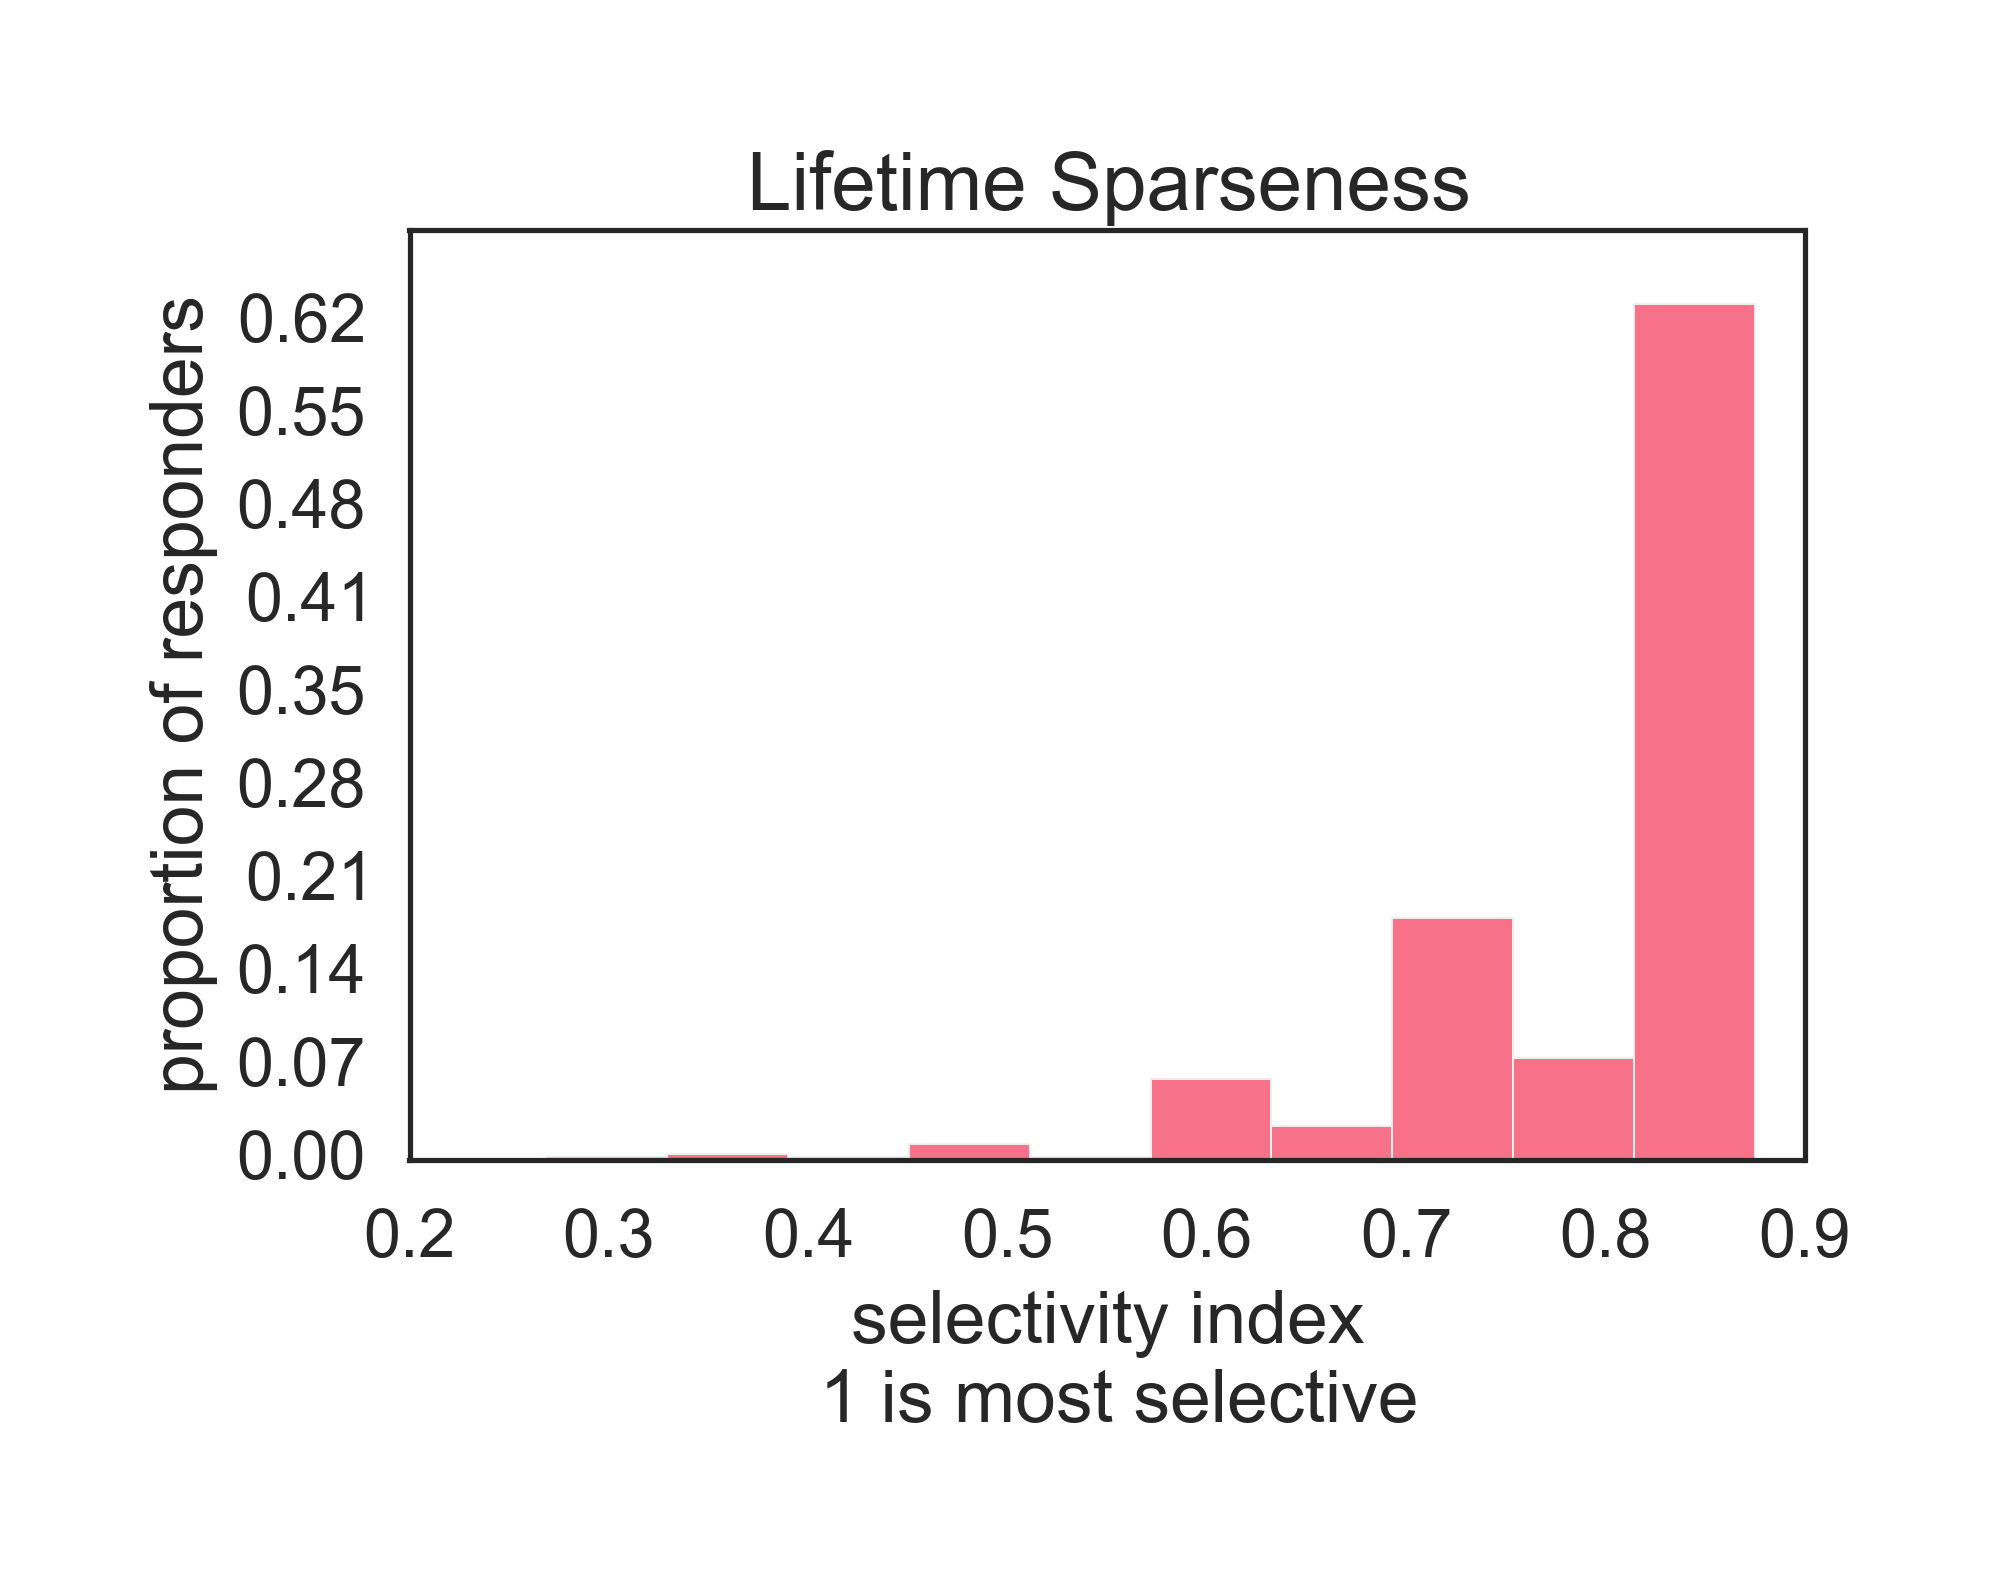 Lifetime Sparseness
proportion of responders
0.62
0.55
0.48
0.41
0.35
0.28
0.21
0.14
0.07
0.00
0.2 0.3 0.4 0.5 0.6 0.7 0.8 0.9
selectivity index
1 is most selective